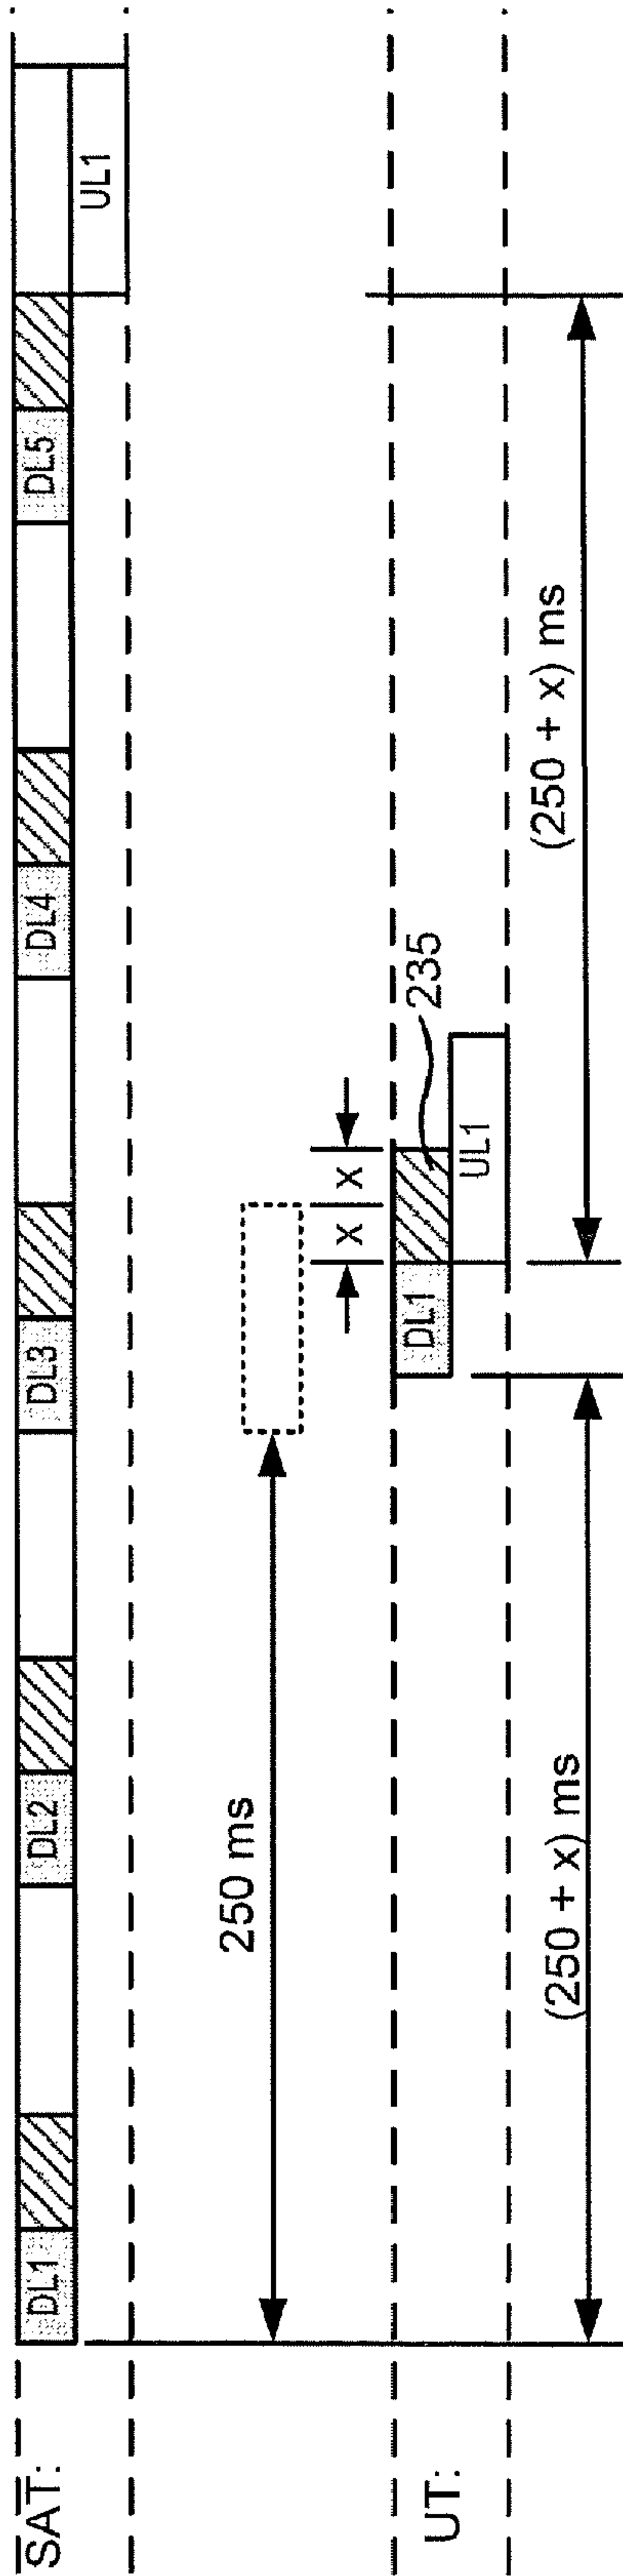 SAT:
DL1
DL2
DL3
DL4
DL5
UL1
250 ms
x
x
235
UT:
DL1
UL1
(250 + x) ms
(250 + x) ms